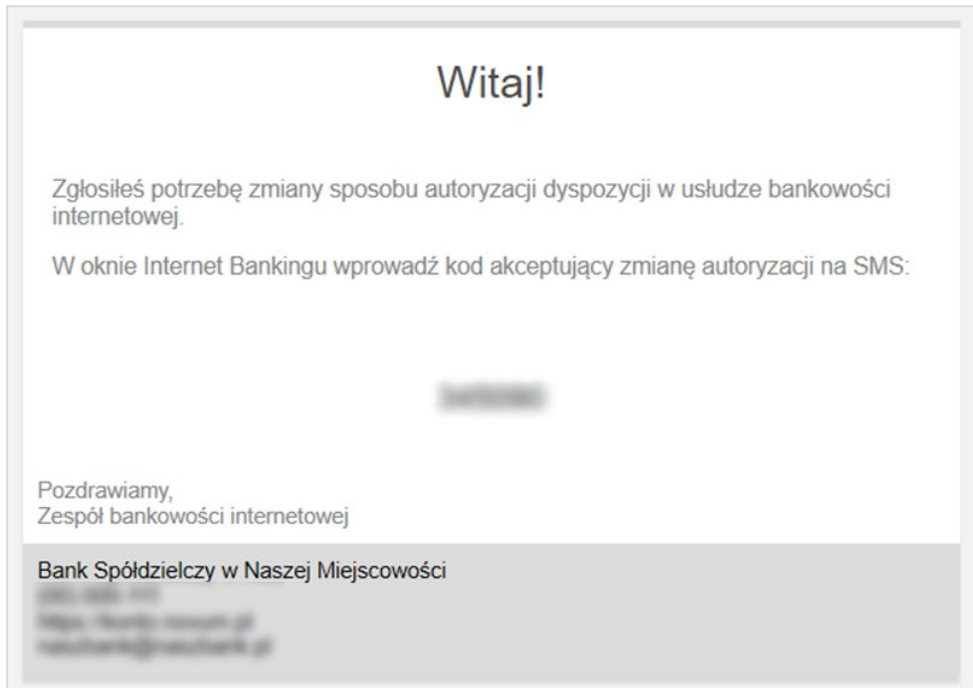 Witaj!
Zgłosiłeś potrzebę zmiany sposobu autoryzacji dyspozycji w usłudze bankowości
internetowej.
W oknie Internet Bankingu wprowadź kod akceptujący zmianę autoryzacji na SMS:
Pozdrawiamy,
Zespół bankowości internetowej
Bank Spółdzielczy w Naszej Miejscowości